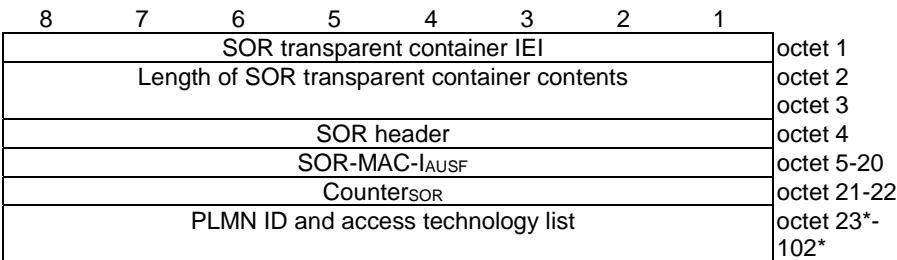 8 7 6 5 4 3 2 1
SOR transparent container IEI octet 1
Length of SOR transparent container contents octet 2
octet 3
SOR header octet 4
SOR-MAC-IAUSF octet 5-20
CounterSOR octet 21-22
PLMN ID and access technology list octet 23*-
102*